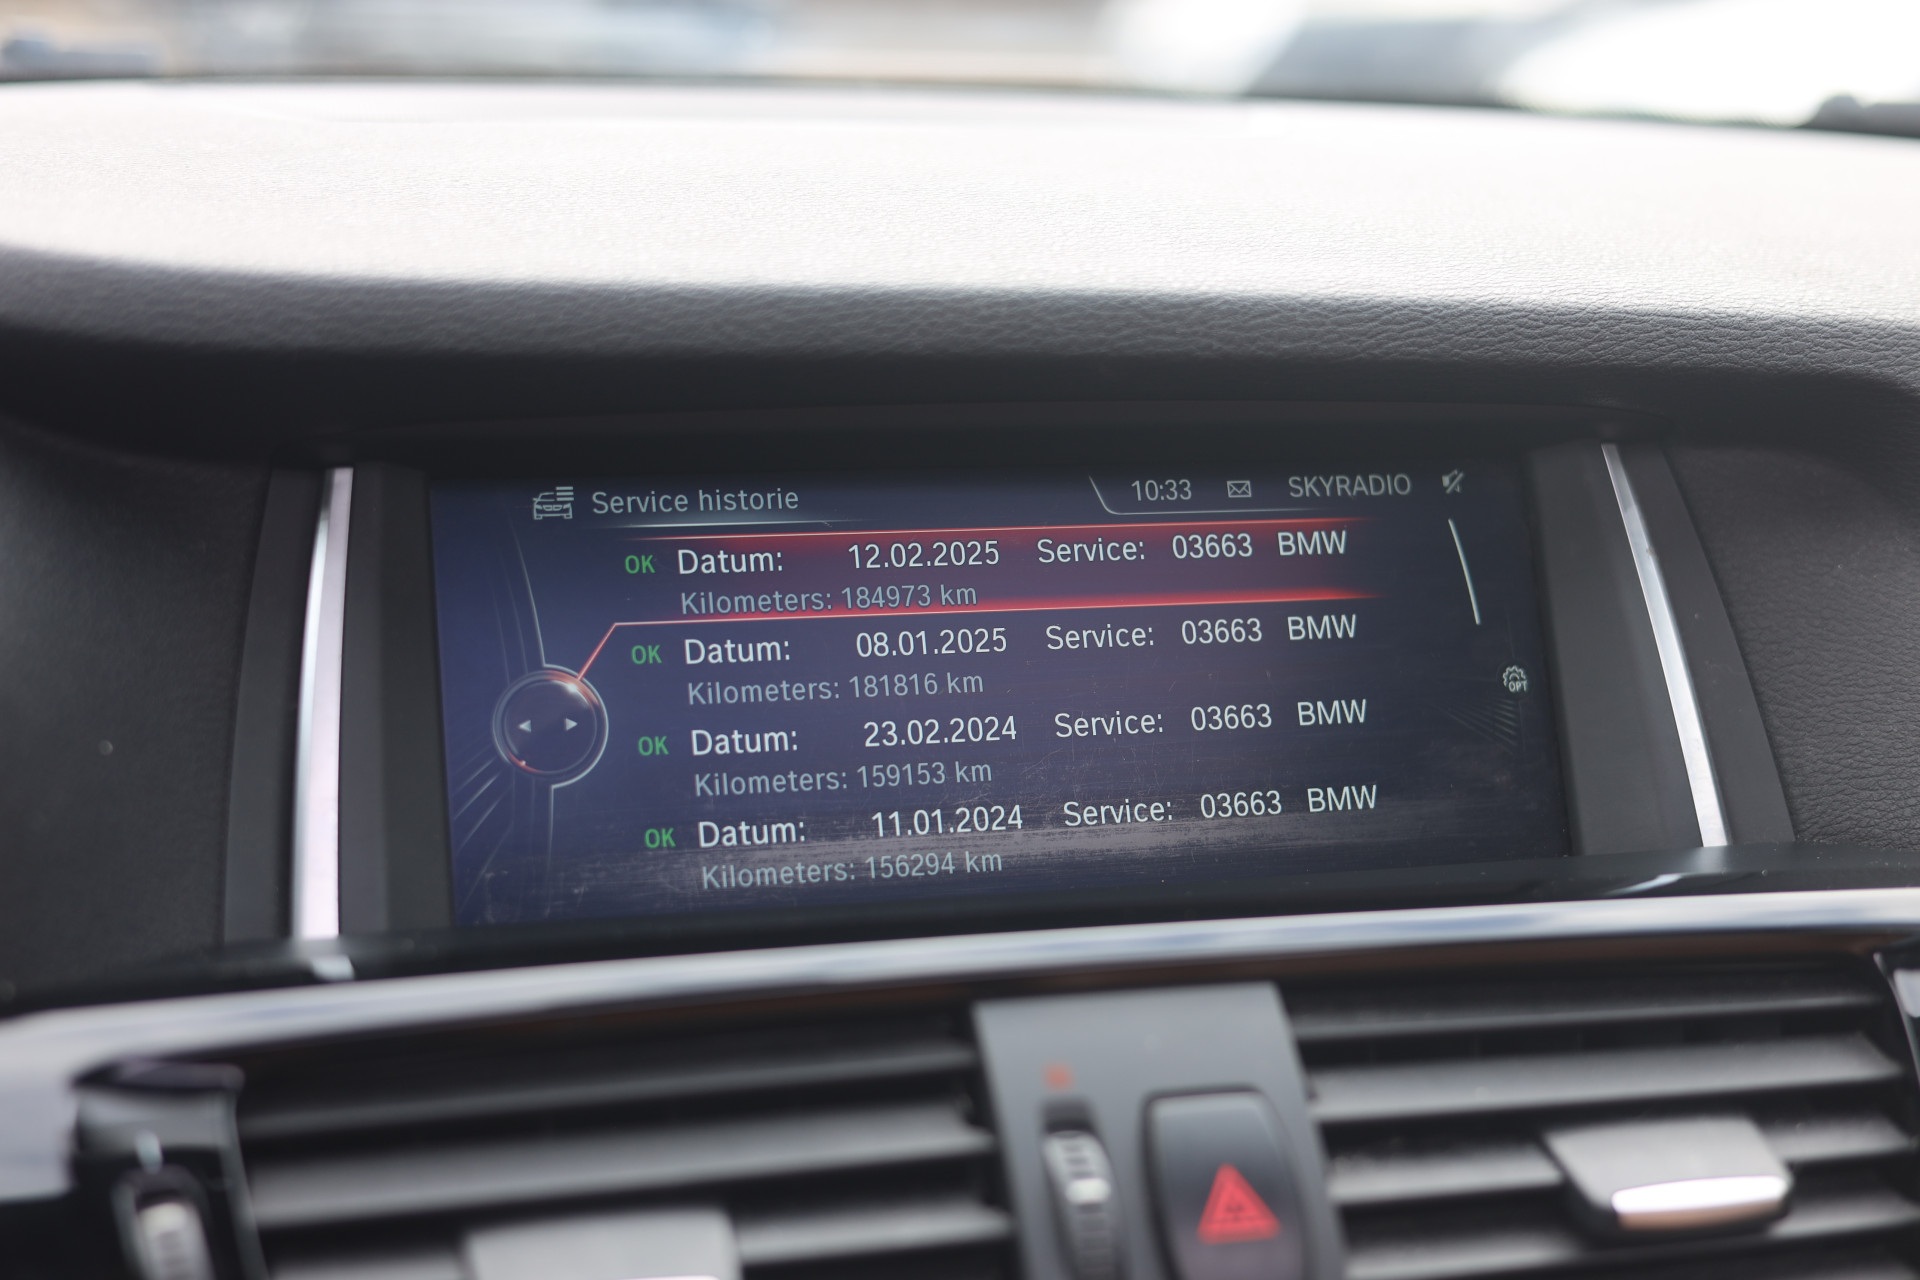 Service historie 10:33 SKYRADIO
OK Datum: 12.02.2025 Service: 03663 BMW
Kilometers: 184973 km
OK Datum: 08.01.2025 Service: 03663 BMW
Kilometers: 181816 km
OPT
OK Datum: 23.02.2024 Service: 03663 BMW
Kilometers: 159153 km
OK Datum: 11.01.2024 Service: 03663 BMW
Kilometers: 156294 km